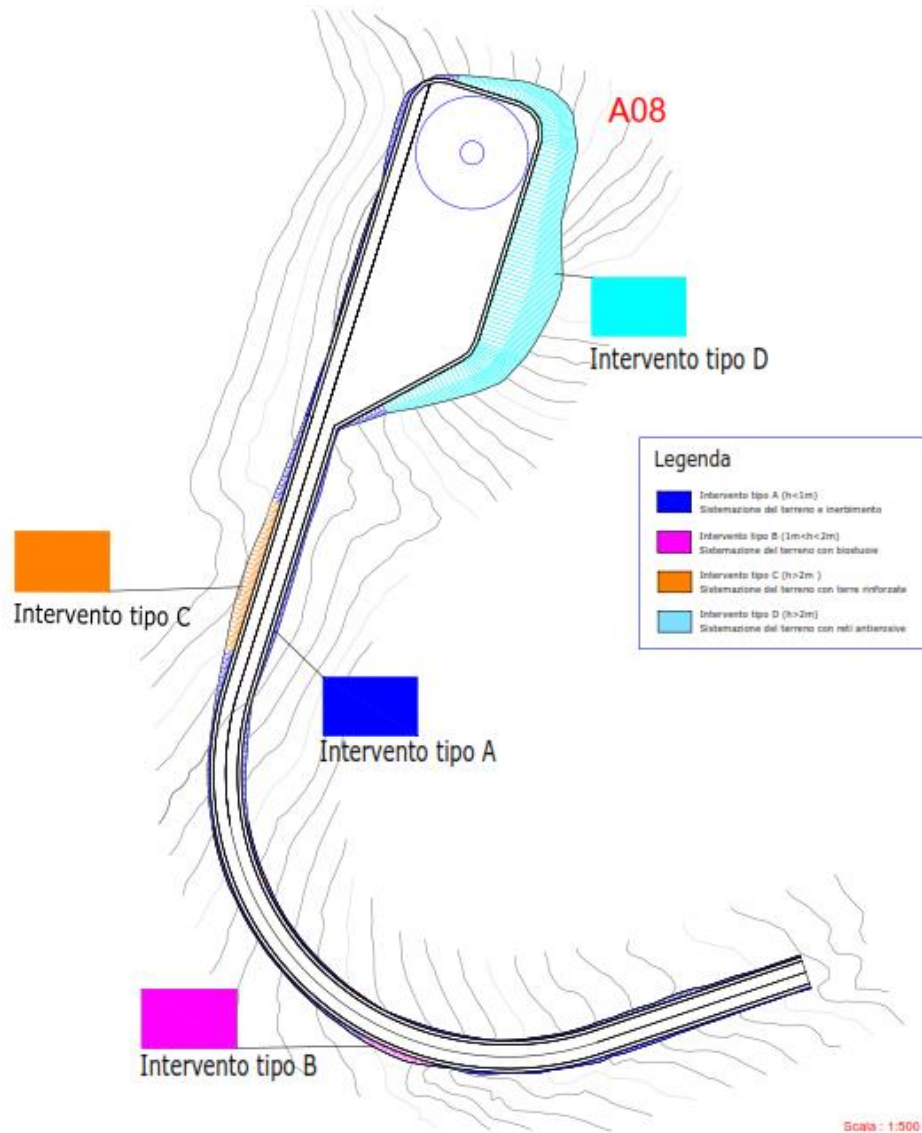 A08
Intervento tipo D
Legenda
Intervento tipo A (h<1m)
Sistemazione del terreno e inerbimento
Intervento tipo B (1m<h<2m)
Sistemazione del terreno con biostuoie
Intervento tipo C (h>2m )
Sistemazione del terreno con terre rinforzate
Intervento tipo D (h>2m)
Sistemazione del terreno con reti antierosive
Intervento tipo C
Intervento tipo A
Intervento tipo B
Scala : 1:500